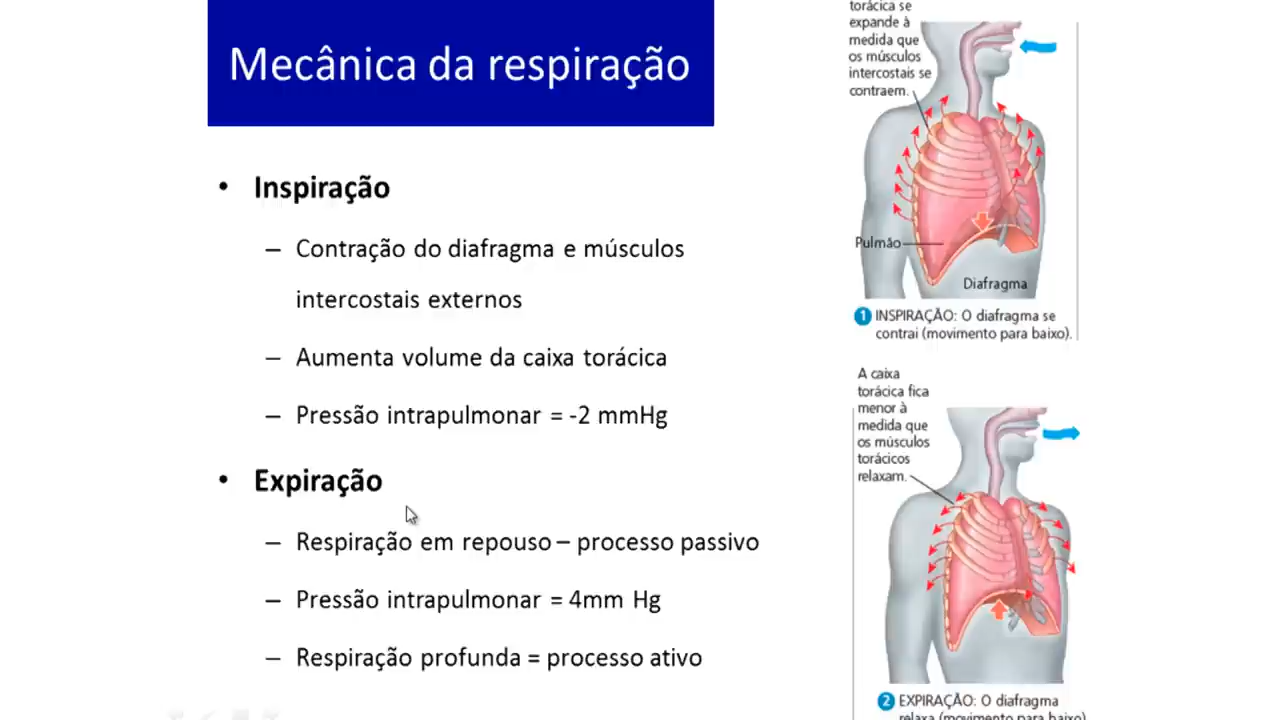 Mecânica da respiração
• Inspiração
– Contração do diafragma e músculos
intercostais externos
– Aumenta volume da caixa torácica
– Pressão intrapulmonar = -2 mmHg
• Expiração
– Respiração em repouso – processo passivo
– Pressão intrapulmonar = 4mm Hg
– Respiração profunda = processo ativo
torácica se
expande à
medida que
os músculos
intercostais se
contraem.
Pulmão
Diafragma
1 INSPIRAÇÃO: O diafragma se
contrai (movimento para baixo).
A caixa
torácica fica
menor à
medida que
os músculos
torácicos
relaxam.
2 EXPIRAÇÃO: O diafragma
relaxa (movimento para baixo)